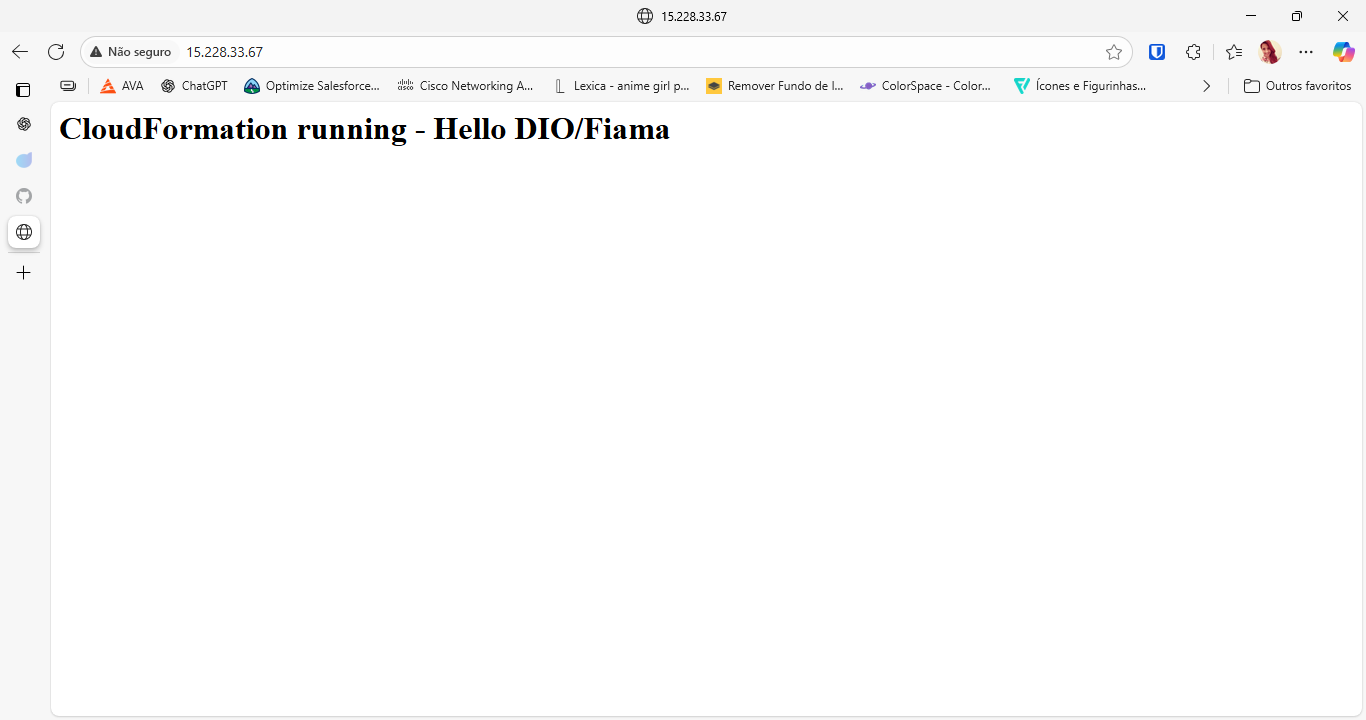 15.228.33.67
Não seguro 15.228.33.67
AVA ChatGPT Optimize Salesforce... Cisco Networking A... Lexica - anime girl p... Remover Fundo de I... ColorSpace - Color... Ícones e Figurinhas... Outros favoritos
CloudFormation running - Hello DIO/Fiama